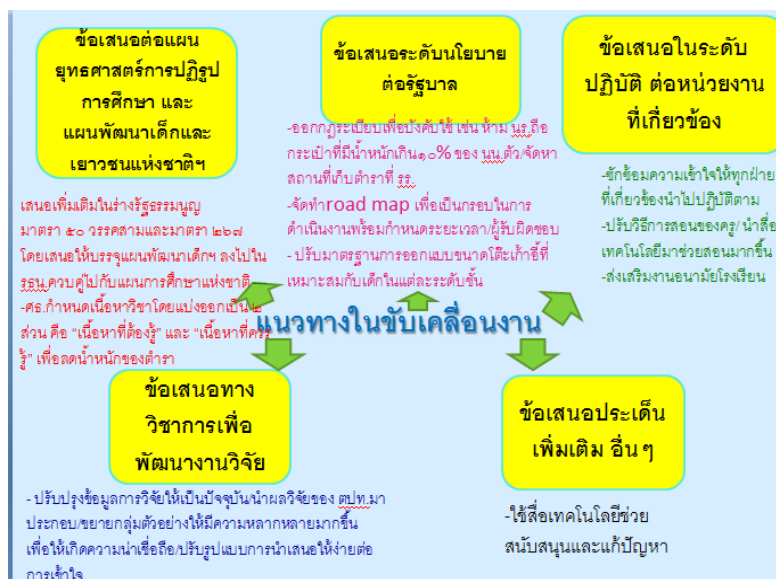 ข้อเสนอต่อแผน
ยุทธศาสตร์การปฏิรูป
การศึกษา และ
แผนพัฒนาเด็กและ
เยาวชนแห่งชาติฯ
เสนอเพิ่มเติมในร่างรัฐธรรมนูญ
มาตรา ๕๐ วรรคสามและมาตรา ๒๖๗
โดยเสนอให้บรรจุแผนพัฒนาเด็กฯ ลงไปใน
รธน.ควบคู่ไปกับแผนการศึกษาแห่งชาติ
-ศธ.กำหนดเนื้อหาวิชาโดยแบ่งออกเป็น ๒
ส่วน คือ “เนื้อหาที่ต้องรู้” และ “เนื้อหาที่ควร
รู้” เพื่อลดน้ำหนักของตำรา
ข้อเสนอระดับนโยบาย
ต่อรัฐบาล
-ออกกฎระเบียบเพื่อบังคับใช้ เช่น ห้าม นร.ถือ
กระเป๋าที่มีน้ำหนักเกิน๑๐% ของ นน.ตัว/จัดหา
สถานที่เก็บตำราที่ รร.
-จัดทำroad map เพื่อเป็นกรอบในการ
ดำเนินงานพร้อมกำหนดระยะเวลา/ผู้รับผิดชอบ
- ปรับมาตรฐานการออกแบบขนาดโต๊ะเก้าอี้ที่
เหมาะสมกับเด็กในแต่ละระดับชั้น
ข้อเสนอในระดับ
ปฏิบัติ ต่อหน่วยงาน
ที่เกี่ยวข้อง
-ซักซ้อมความเข้าใจให้ทุกฝ่าย
ที่เกี่ยวข้องนำไปปฏิบัติตาม
-ปรับวิธีการสอนของครู/ นำสื่อ
เทคโนโลยีมาช่วยสอนมากขึ้น
-ส่งเสริมงานอนามัยโรงเรียน
แนวทางในขับเคลื่อนงาน
ข้อเสนอทาง
วิชาการเพื่อ
พัฒนางานวิจัย
- ปรับปรุงข้อมูลการวิจัยให้เป็นปัจจุบัน/นำผลวิจัยของ ตปท.มา
ประกอบ/ขยายกลุ่มตัวอย่างให้มีความหลากหลายมากขึ้น
เพื่อให้เกิดความน่าเชื่อถือ/ปรับรูปแบบการนำเสนอให้ง่ายต่อ
การเข้าใจ
ข้อเสนอประเด็น
เพิ่มเติม อื่นๆ
-ใช้สื่อเทคโนโลยีช่วย
สนับสนุนและแก้ปัญหา